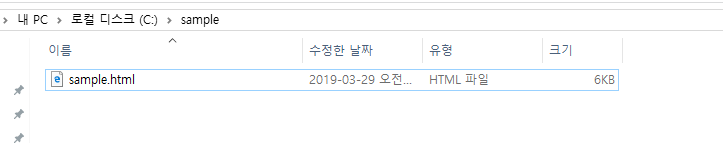 내 PC > 로컬 디스크 (C:) > sample
이름 수정한 날짜 유형 크기
sample.html 2019-03-29 오전... HTML 파일 6KB